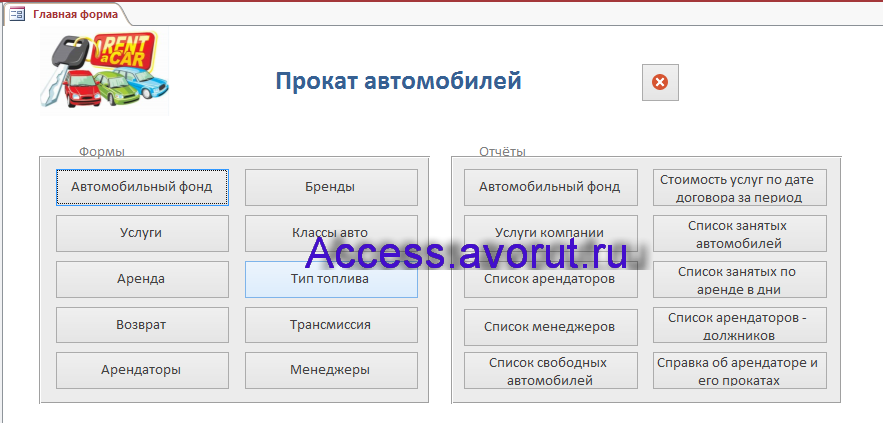 Главная форма
RENT
a CAR
Прокат автомобилей
Формы
Автомобильный фонд
Бренды
Услуги
Классы авто
Аренда
Тип топлива
Возврат
Трансмиссия
Арендаторы
Менеджеры
Отчёты
Автомобильный фонд
Стоимость услуг по дате
договора за период
Услуги компании
Список занятых
автомобилей
Список арендаторов
Список занятых по
аренде в дни
Список менеджеров
Список арендаторов -
должников
Список свободных
автомобилей
Справка об арендаторе и
его прокатах
Access.avorut.ru